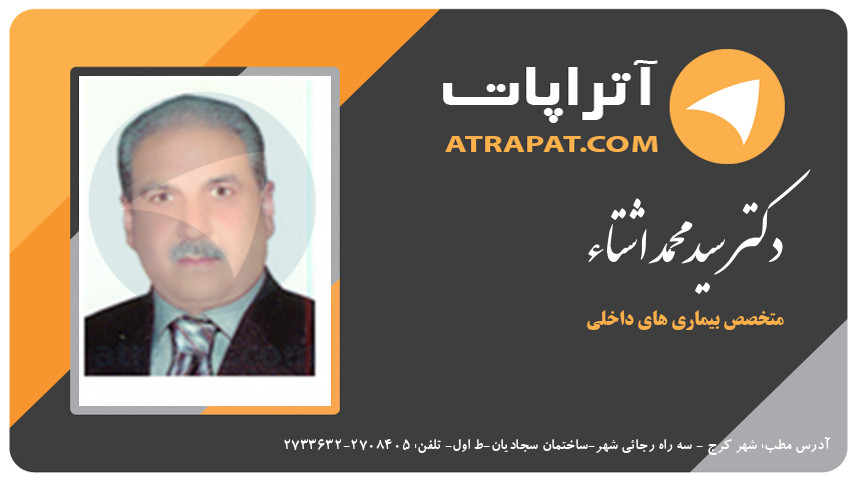 آتراپات
ATRAPAT.COM
دکتر سید محمد اشتاء
متخصص بیماری های داخلی
آدرس مطب: شهر کرج - سه راه رجائی شهر-ساختمان سجادیان-ط اول- تلفن: ۲۷۰۸۴۰۵-۲۷۳۳۶۳۲